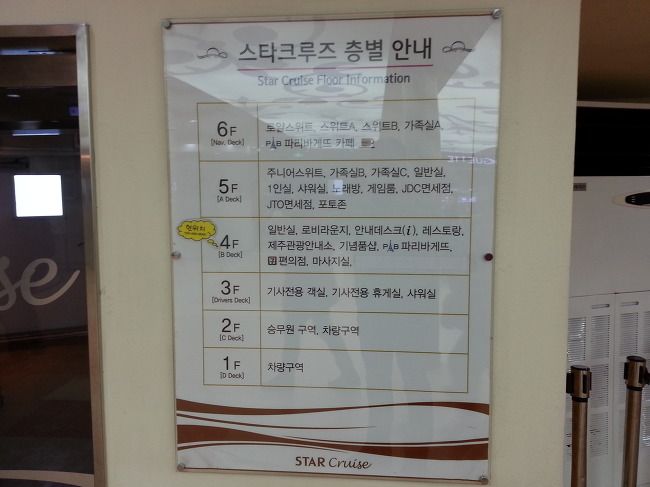 스타크루즈 층별 안내
Star Cruise Floor Information
6F
[Nav. Deck]
로얄스위트, 스위트A, 스위트B, 가족실A,
파리바게뜨 카페
5F
[A Deck]
주니어스위트, 가족실B, 가족실C, 일반실,
1인실, 샤워실, 노래방, 게임룸, JDC면세점,
JTO면세점, 포토존
현위치
4F
[B Deck]
일반실, 로비라운지, 안내데스크(i), 레스토랑,
제주관광안내소, 기념품샵, PAB 파리바게뜨,
편의점, 마사지실,
3F
[Drivers Deck]
기사전용 객실, 기사전용 휴게실, 샤워실
2F
[C Deck]
승무원 구역, 차량구역
1F
[D Deck]
차량구역
STAR Cruise
ise